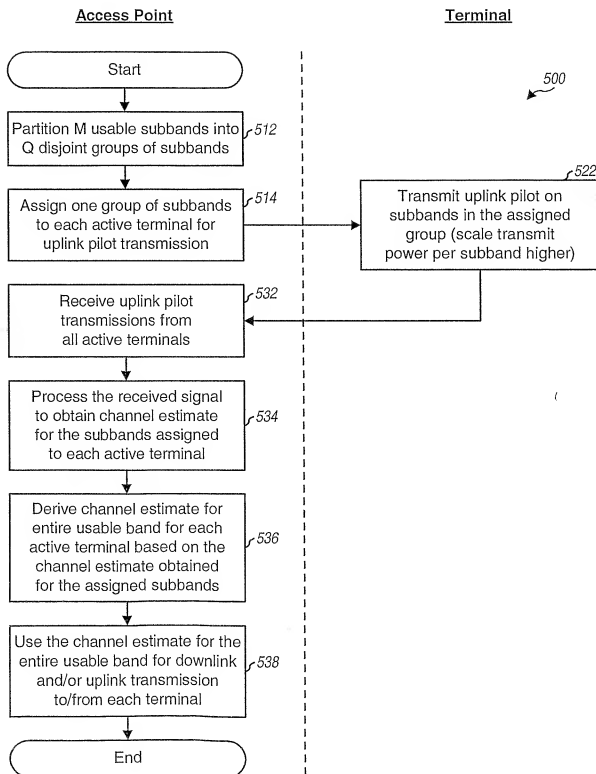 Access Point
Terminal
Start
500
Partition M usable subbands into
Q disjoint groups of subbands
512
Assign one group of subbands
to each active terminal for
uplink pilot transmission
514
522
Transmit uplink pilot on
subbands in the assigned
group (scale transmit
power per subband higher)
Receive uplink pilot
transmissions from
all active terminals
532
Process the received signal
to obtain channel estimate
for the subbands assigned
to each active terminal
534
Derive channel estimate for
entire usable band for each
active terminal based on the
channel estimate obtained
for the assigned subbands
536
Use the channel estimate for the
entire usable band for downlink
and/or uplink transmission
to/from each terminal
538
End